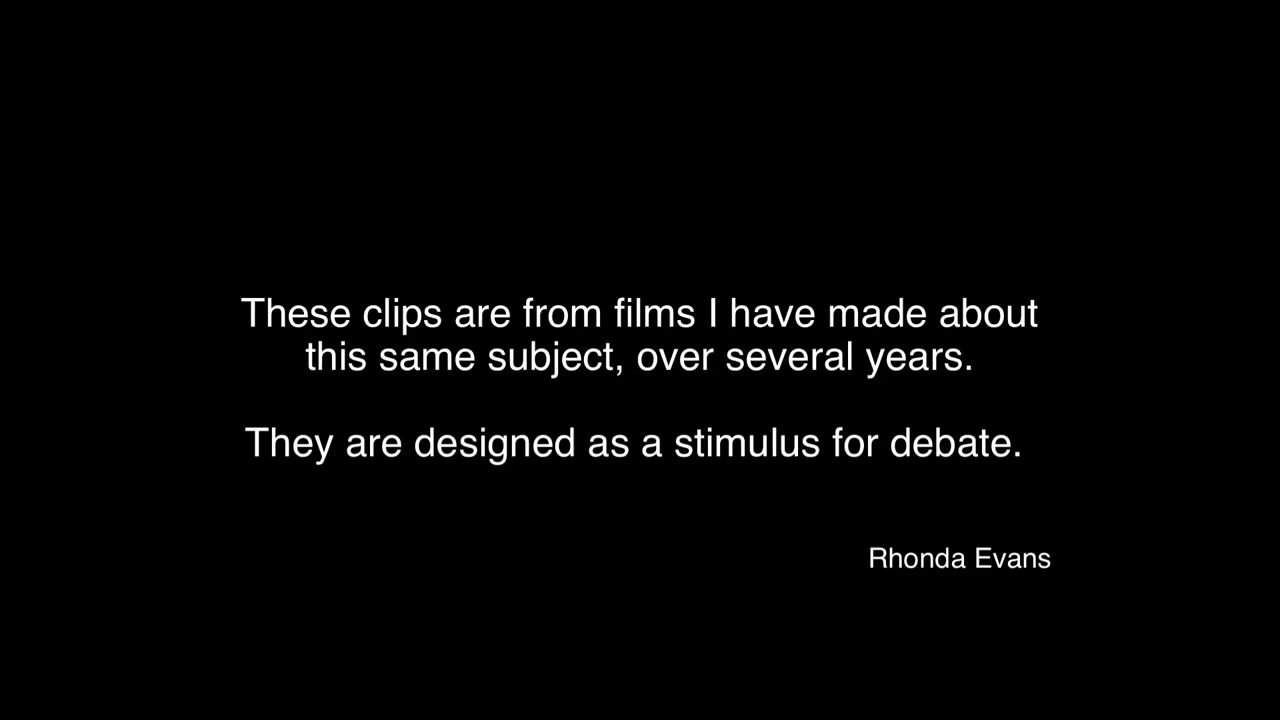 These clips are from films I have made about
this same subject, over several years.
They are designed as a stimulus for debate.
Rhonda Evans